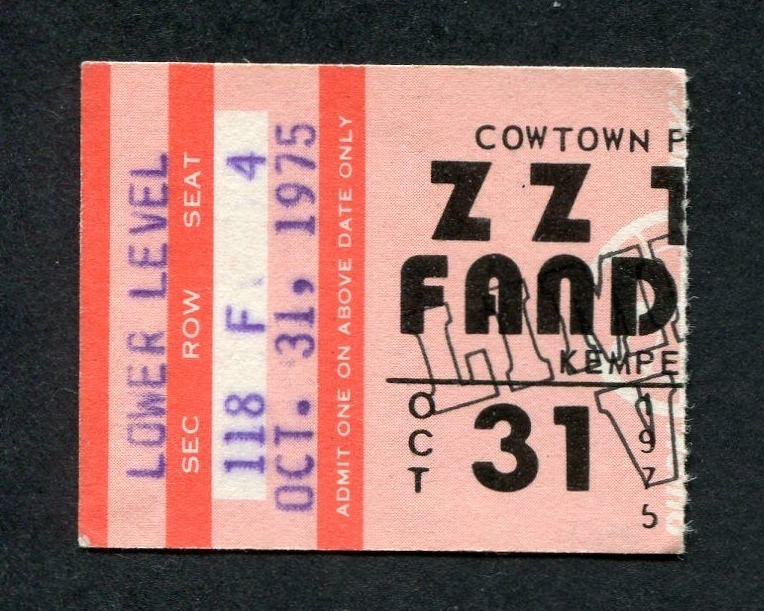 LOWER LEVEL
SEC ROW SEAT
118 F 4
OCT. 31, 1975
ADMIT ONE ON ABOVE DATE ONLY
COWTOWN P
ZZ T
FAND
KEMPE
OCT 31 1975